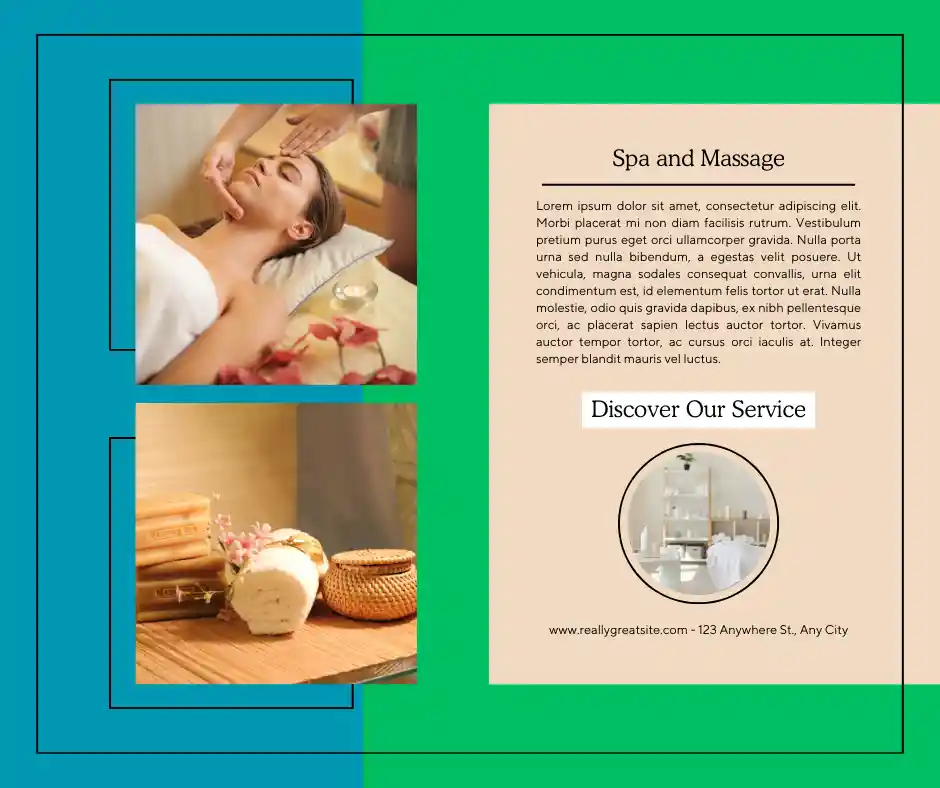 Spa and Massage
Lorem ipsum dolor sit amet, consectetur adipiscing elit.
Morbi placerat mi non diam facilisis rutrum. Vestibulum
pretium purus eget orci ullamcorper gravida. Nulla porta
urna sed nulla bibendum, a egestas velit posuere. Ut
vehicula, magna sodales consequat convallis, urna elit
condimentum est, id elementum felis tortor ut erat. Nulla
molestie, odio quis gravida dapibus, ex nibh pellentesque
orci, ac placerat sapien lectus auctor tortor. Vivamus
auctor tempor tortor, ac cursus orci iaculis at. Integer
semper blandit mauris vel luctus.
Discover Our Service
www.reallygreatsite.com - 123 Anywhere St., Any City